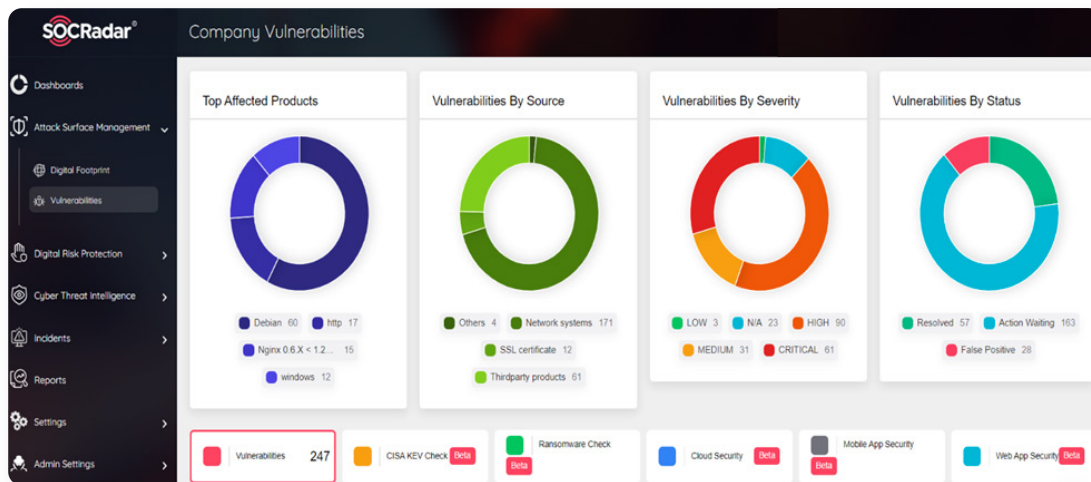 SOCRadar®
Company Vulnerabilities
Dashboards
Attack Surface Management
Digital Footprint
Vulnerabilities
Digital Risk Protection
Cyber Threat Intelligence
Incidents
Reports
Settings
Admin Settings
Top Affected Products
Debian 60 http 17
Nginx 0.6.X < 1.2... 15
windows 12
Vulnerabilities By Source
Others 4 Network systems 171
SSL certificate 12
Thirdparty products 61
Vulnerabilities By Severity
LOW 3 N/A 23 HIGH 90
MEDIUM 31 CRITICAL 61
Vulnerabilities By Status
Resolved 57 Action Waiting 163
False Positive 28
Vulnerabilities 247
CISA KEV Check Beta
Ransomware Check
Beta
Cloud Security Beta
Mobile App Security
Beta
Web App Security Beta